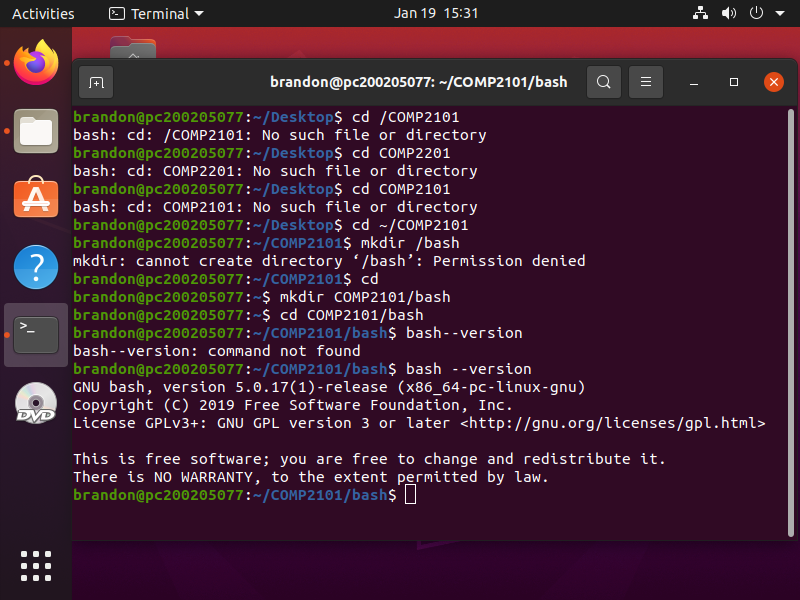 Activities Terminal Jan 19 15:31
brandon@pc200205077: ~/COMP2101/bash
brandon@pc200205077:~/Desktop$ cd /COMP2101
bash: cd: /COMP2101: No such file or directory
brandon@pc200205077:~/Desktop$ cd COMP2201
bash: cd: COMP2201: No such file or directory
brandon@pc200205077:~/Desktop$ cd COMP2101
bash: cd: COMP2101: No such file or directory
brandon@pc200205077:~/Desktop$ cd ~/COMP2101
brandon@pc200205077:~/COMP2101$ mkdir /bash
mkdir: cannot create directory ‘/bash’: Permission denied
brandon@pc200205077:~/COMP2101$ cd
brandon@pc200205077:~$ mkdir COMP2101/bash
brandon@pc200205077:~$ cd COMP2101/bash
brandon@pc200205077:~/COMP2101/bash$ bash--version
bash--version: command not found
brandon@pc200205077:~/COMP2101/bash$ bash --version
GNU bash, version 5.0.17(1)-release (x86_64-pc-linux-gnu)
Copyright (C) 2019 Free Software Foundation, Inc.
License GPLv3+: GNU GPL version 3 or later <http://gnu.org/licenses/gpl.html>
This is free software; you are free to change and redistribute it.
There is NO WARRANTY, to the extent permitted by law.
brandon@pc200205077:~/COMP2101/bash$
DVD